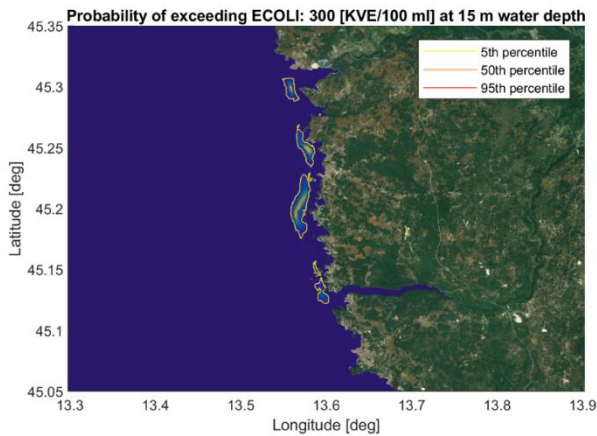 Probability of exceeding ECOLI: 300 [KVE/100 ml] at 15 m water depth
45.35
45.3
45.25
45.2
45.15
45.1
45.05
Latitude [deg]
5th percentile
50th percentile
95th percentile
13.3
13.4
13.5
13.6
13.7
13.8
13.9
Longitude [deg]